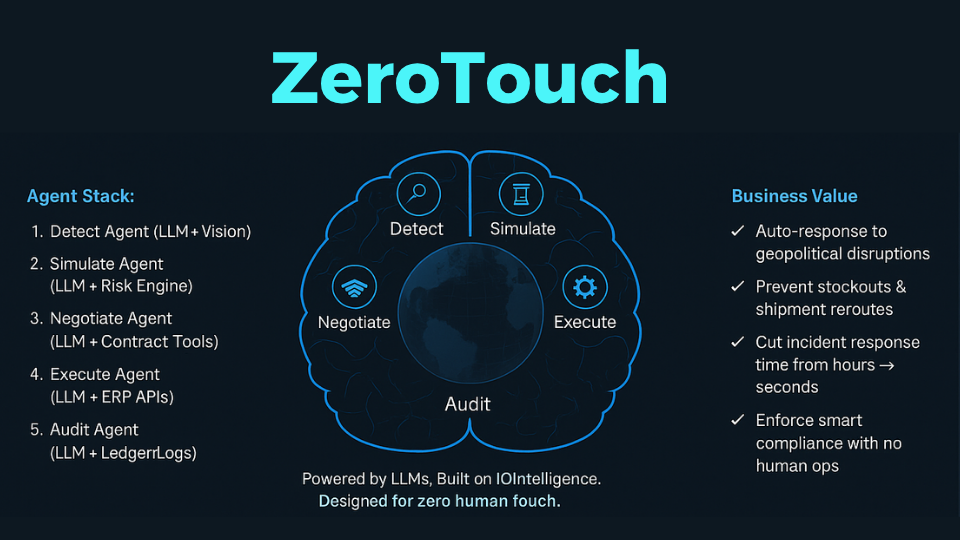 ZeroTouch
Agent Stack:
1. Detect Agent (LLM+Vision)
2. Simulate Agent
(LLM + Risk Engine)
3. Negotiate Agent
(LLM + Contract Tools)
4. Execute Agent
(LLM + ERP APIs)
5. Audit Agent
(LLM + LedgerrLogs)
Detect
Simulate
Negotiate
Execute
Audit
Powered by LLMs, Built on IOIntelligence.
Designed for zero human fouch.
Business Value
✓ Auto-response to
geopolitical disruptions
✓ Prevent stockouts &
shipment reroutes
✓ Cut incident response
time from hours →
seconds
✓ Enforce smart
compliance with no
human ops